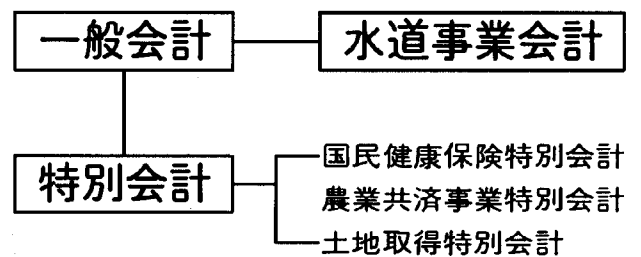 一般会計
水道事業会計
特別会計
国民健康保険特別会計
農業共済事業特別会計
土地取得特別会計